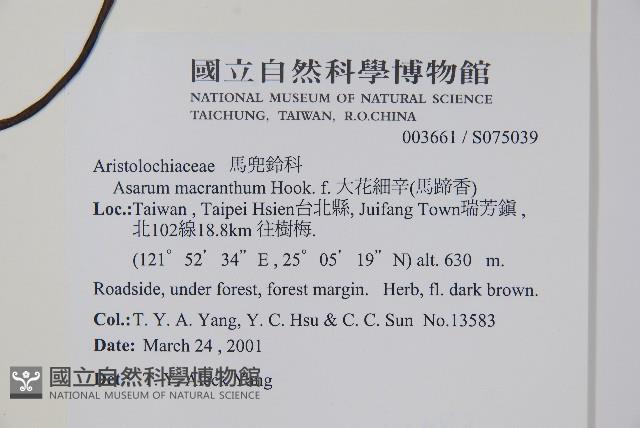 國立自然科學博物館
NATIONAL MUSEUM OF NATURAL SCIENCE
TAICHUNG, TAIWAN, R.O.CHINA
003661 / S075039
Aristolochiaceae 馬兜鈴科
Asarum macranthum Hook. f. 大花細辛(馬蹄香)
Loc.:Taiwan , Taipei Hsien台北縣, Juifang Town瑞芳鎮 ,
北102線18.8km 往樹梅.
(121° 52' 34” E , 25° 05' 19” N) alt. 630 m.
Roadside, under forest, forest margin. Herb, fl. dark brown.
Col.:T. Y. A. Yang, Y. C. Hsu & C. C. Sun No.13583
Date: March 24 , 2001
Yang
國立自然科學博物館
NATIONAL MUSEUM OF NATURAL SCIENCE